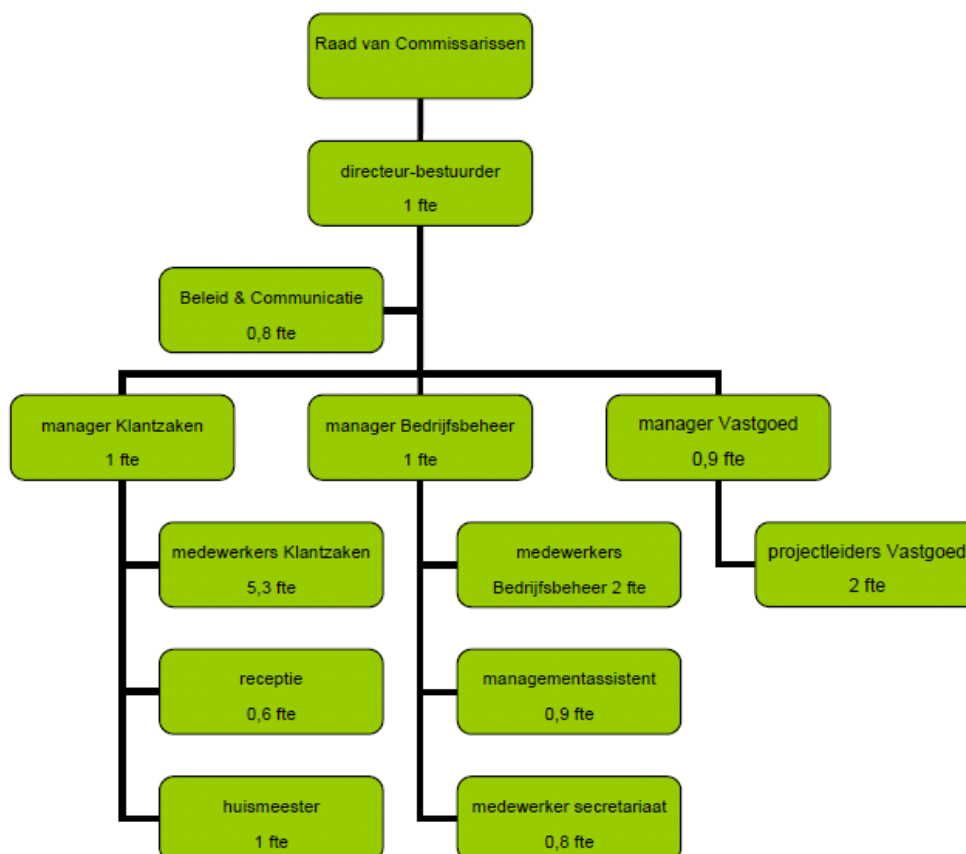 Raad van Commissarissen
directeur-bestuurder
1 fte
Beleid & Communicatie
0,8 fte
manager Klantzaken
1 fte
manager Bedrijfsbeheer
1 fte
manager Vastgoed
0,9 fte
medewerkers Klantzaken
5,3 fte
medewerkers
Bedrijfsbeheer 2 fte
projectleiders Vastgoed
2 fte
receptie
0,6 fte
managementassistent
0,9 fte
huismeester
1 fte
medewerker secretariaat
0,8 fte